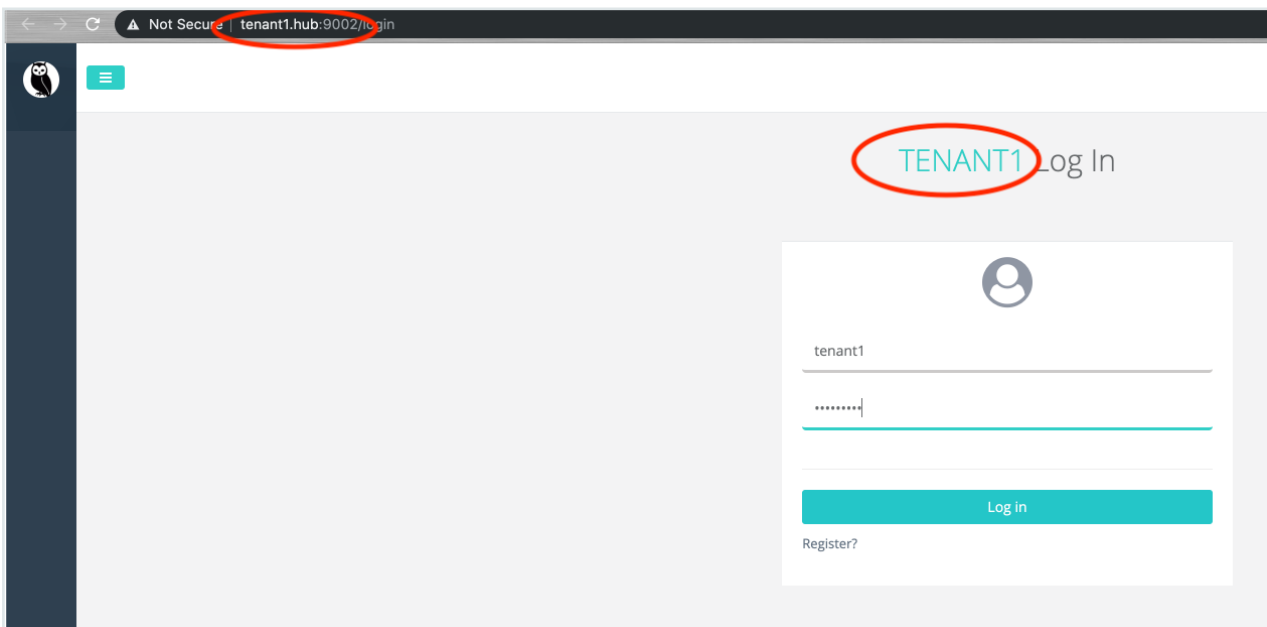 Not Secure | tenant1.hub:9002/login
TENANT1 Log In
tenant1
•••••••••
Log in
Register?